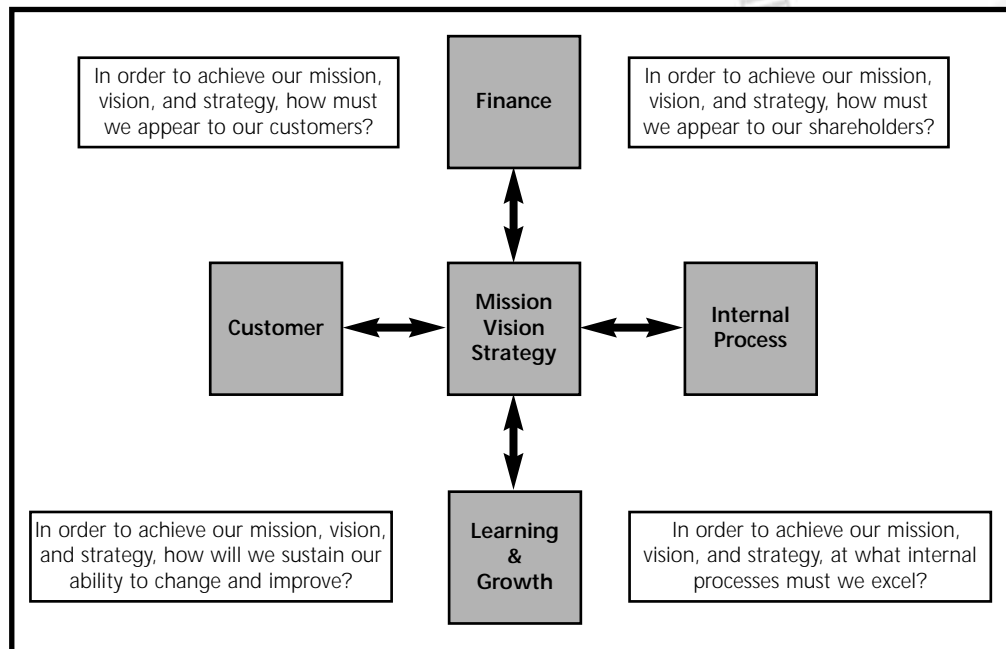 In order to achieve our mission,
vision, and strategy, how must
we appear to our customers?
Finance
In order to achieve our mission,
vision, and strategy, how must
we appear to our shareholders?
Customer
Mission
Vision
Strategy
Internal
Process
In order to achieve our mission, vision,
and strategy, how will we sustain our
ability to change and improve?
Learning
&
Growth
In order to achieve our mission,
vision, and strategy, at what internal
processes must we excel?